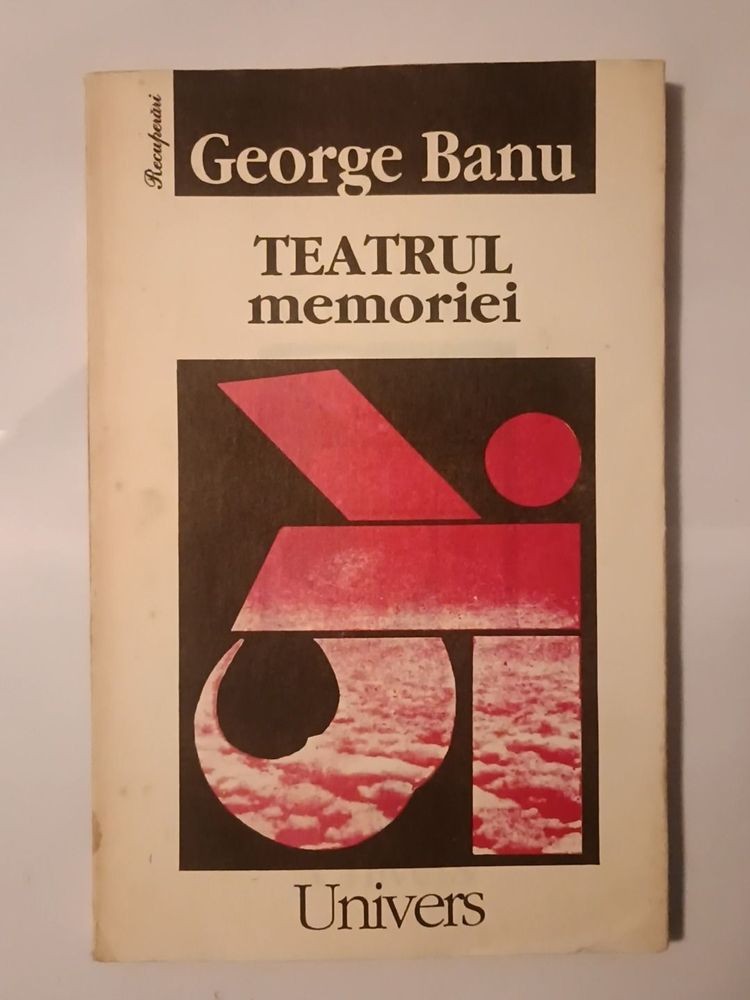 Recuperări
George Banu
TEATRUL
memoriei
Univers